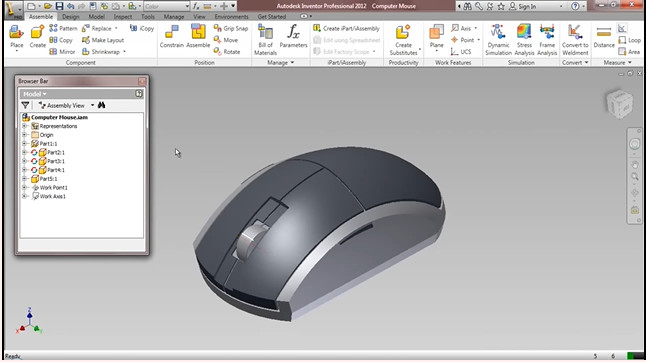 Autodesk Inventor Professional 2012 Computer Mouse
Sign In
Assemble Design Model Inspect Tools Manage View Environments Get Started
Place Create Pattern Copy Mirror Replace Make Layout Shrinkwrap iCopy
Constrain Assemble Grip Snap Move Rotate
Bill of Materials Parameters
Create iPart/iAssembly
Edit using Spreadsheet
Edit Factory Scope
Create Substitutes
Plane Axis Point UCS
Dynamic Simulation Stress Analysis Frame Analysis
Convert to Weldment
Distance Loop Area
Component Position Manage iPart/iAssembly Productivity Work Features Simulation Convert Measure
Browser Bar
Model
Assembly View
Computer Mouse.iam
Representations
Origin
Part1:1
Part2:1
Part3:1
Part4:1
Part5:1
Work Point1
Work Axis1
Z
X
Y
Ready
5 6